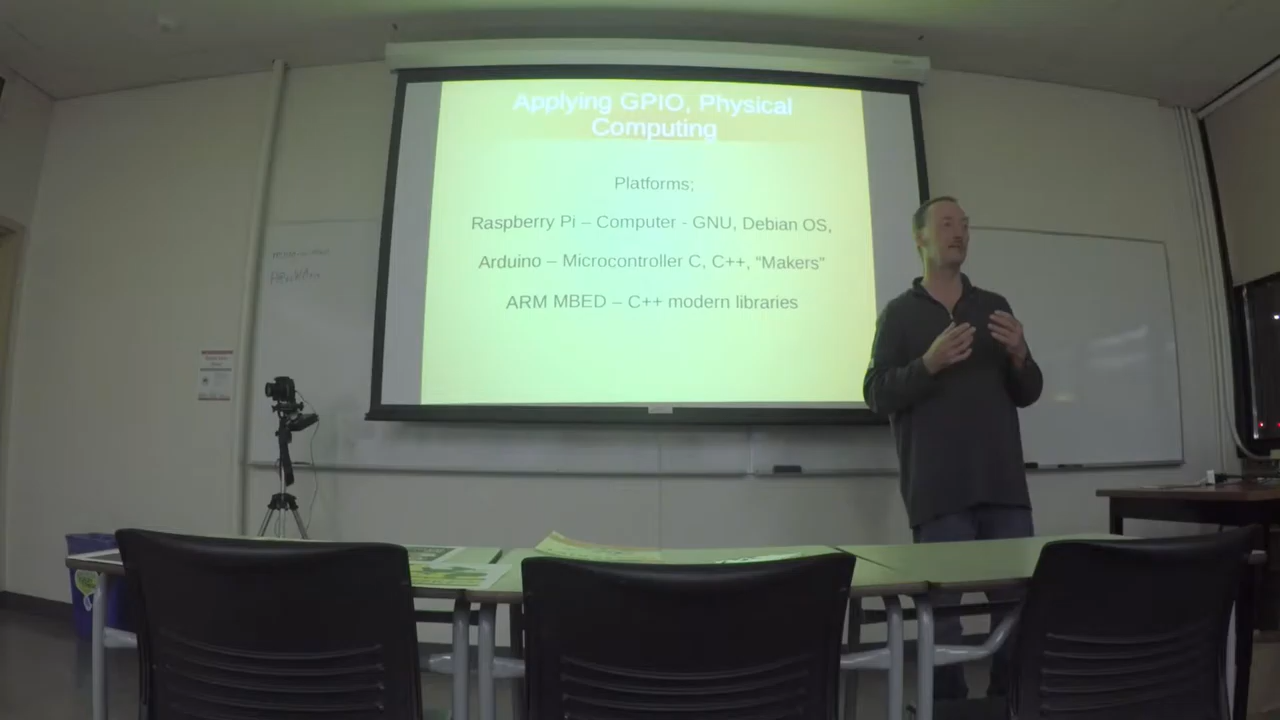 Applying GPIO, Physical
Computing
Platforms;
Raspberry Pi – Computer - GNU, Debian OS,
Arduino – Microcontroller C, C++, "Makers"
ARM MBED – C++ modern libraries